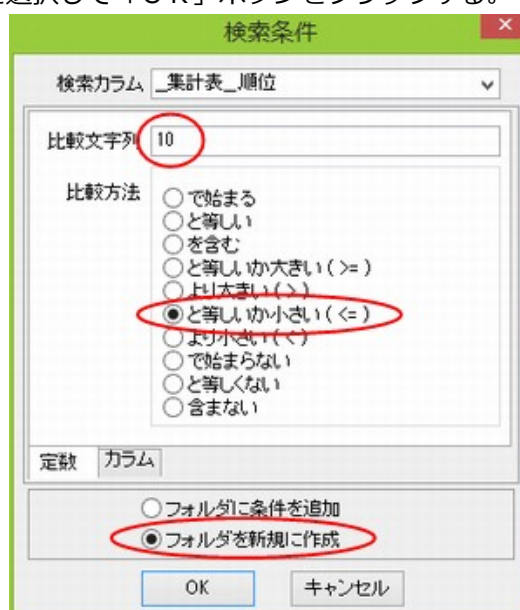 を選択して「OK」ボタンをクリックする。
検索条件
検索カラム _集計表_順位
比較文字列 10
比較方法
で始まる
と等しい
を含む
と等しいか大きい(>=)
より大きい(>)
と等しいか小さい(<=)
より小さい(<)
で始まらない
と等しくない
含まない
定数 カラム
フォルダに条件を追加
フォルダを新規に作成
OK キャンセル